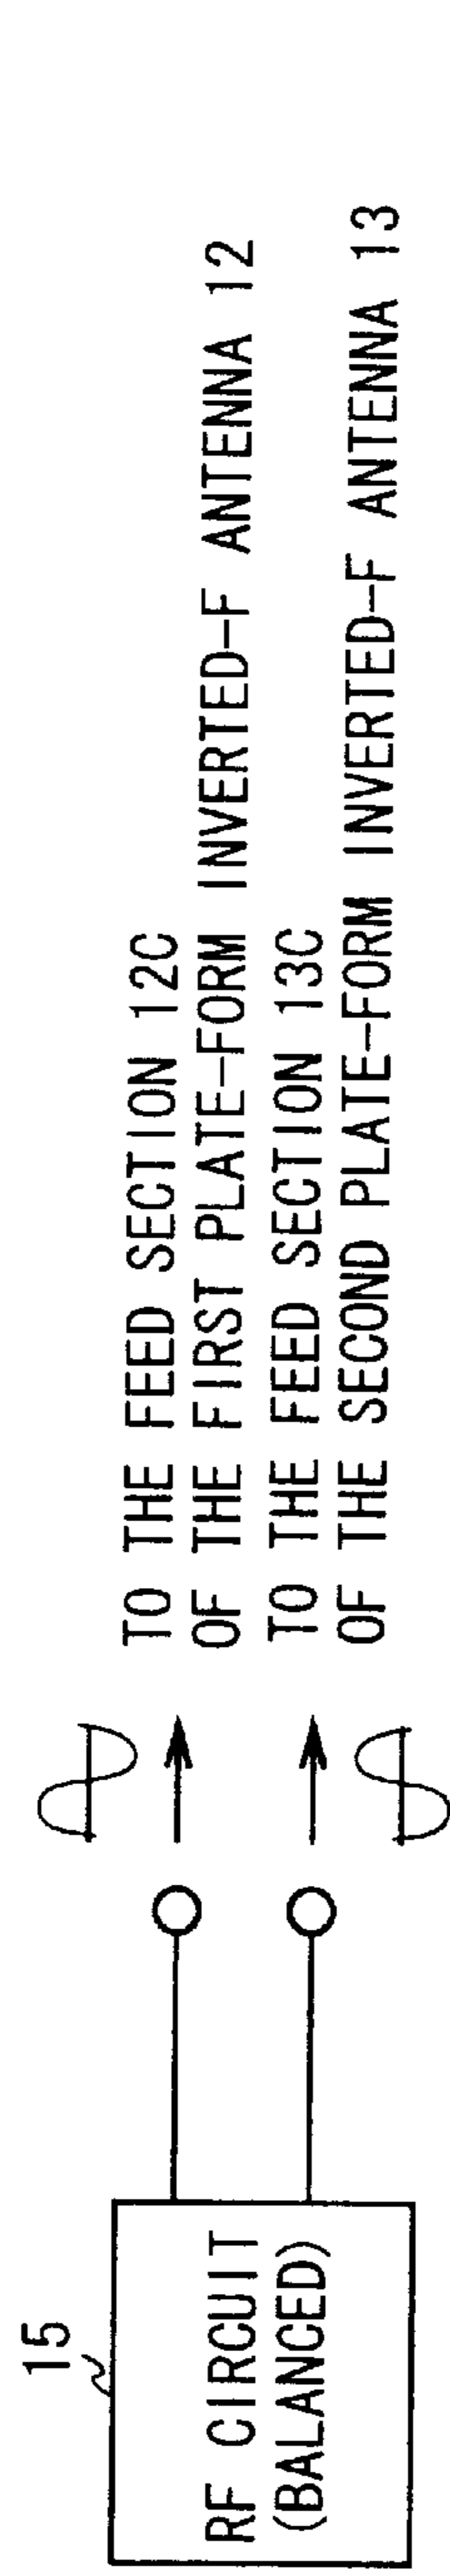 15
RF CIRCUIT
(BALANCED)
TO THE FEED SECTION 12C
OF THE FIRST PLATE-FORM INVERTED-F ANTENNA 12
TO THE FEED SECTION 13C
OF THE SECOND PLATE-FORM INVERTED-F ANTENNA 13